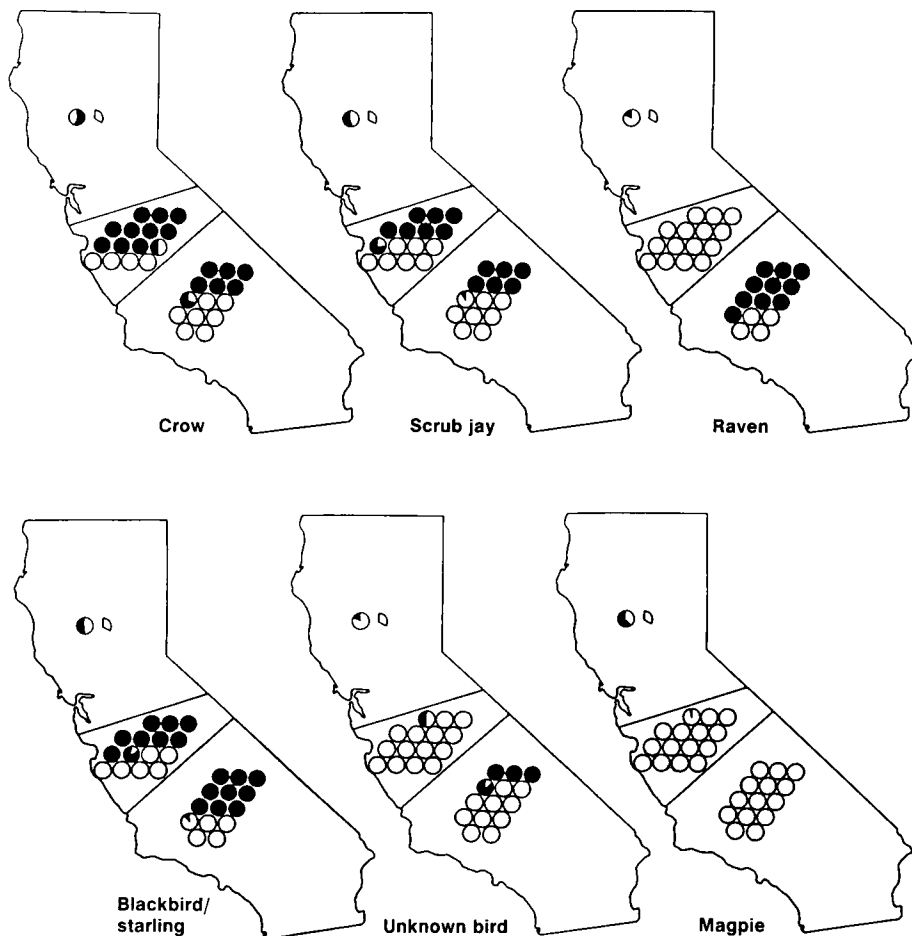 Crow
Scrub jay
Raven
Blackbird/
starling
Unknown bird
Magpie